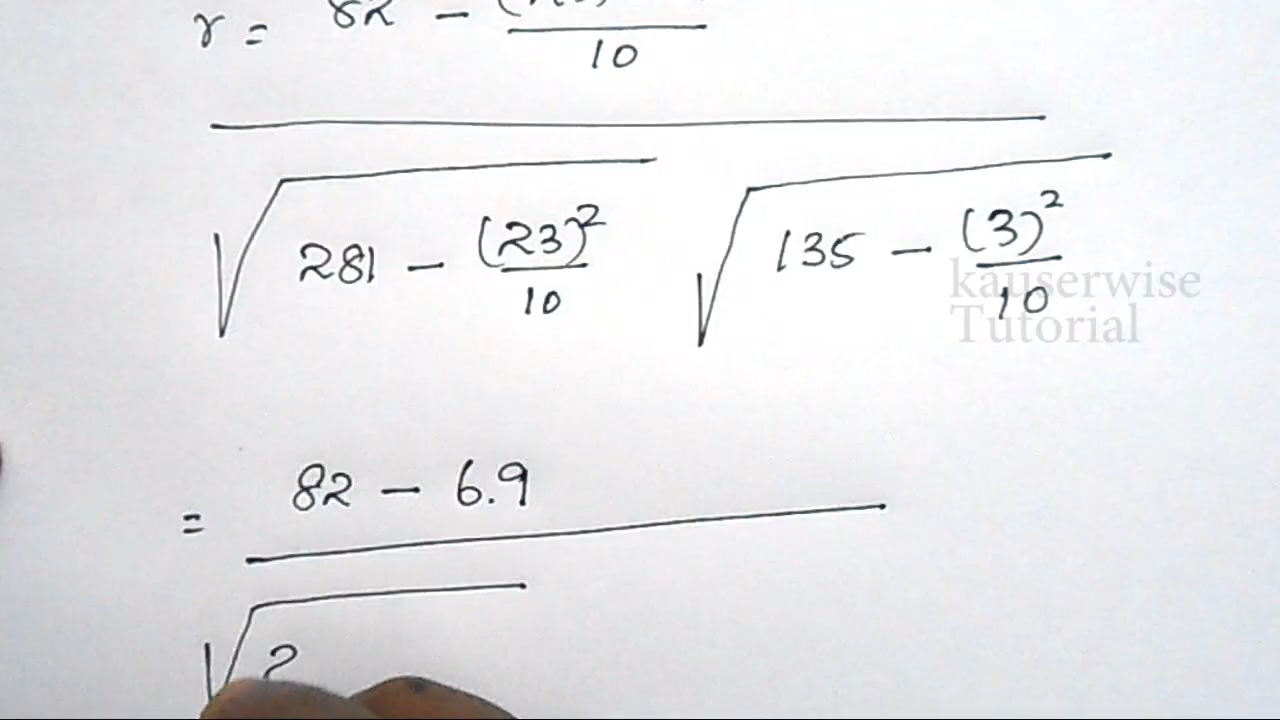 r = 82 -
10
√281 - (23)² √135 - (3)²
10 10
kauserwise
Tutorial
= 82 - 6.9
√2